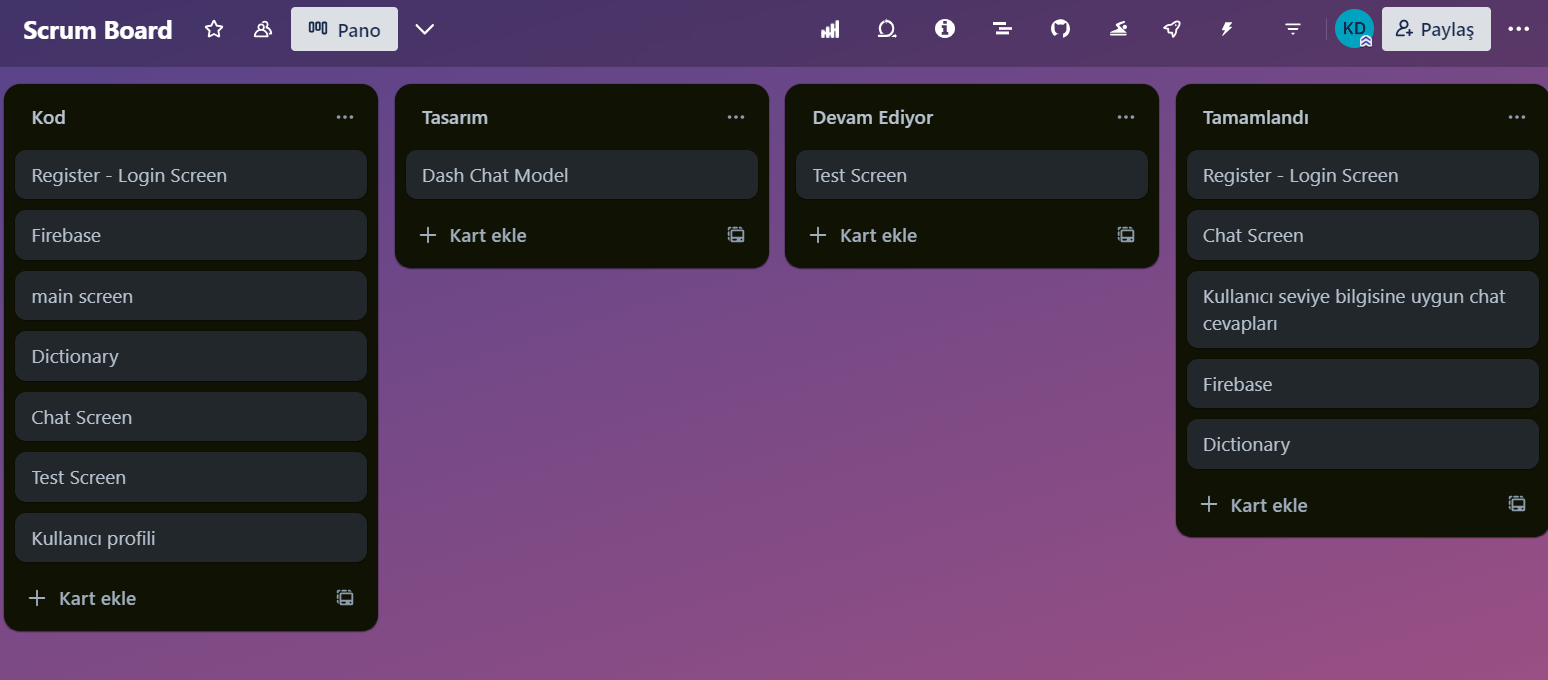 Scrum Board
Pano
KD
Paylaş
Kod
Register - Login Screen
Firebase
main screen
Dictionary
Chat Screen
Test Screen
Kullanıcı profili
Kart ekle
Tasarım
Dash Chat Model
Kart ekle
Devam Ediyor
Test Screen
Kart ekle
Tamamlandı
Register - Login Screen
Chat Screen
Kullanıcı seviye bilgisine uygun chat
cevapları
Firebase
Dictionary
Kart ekle